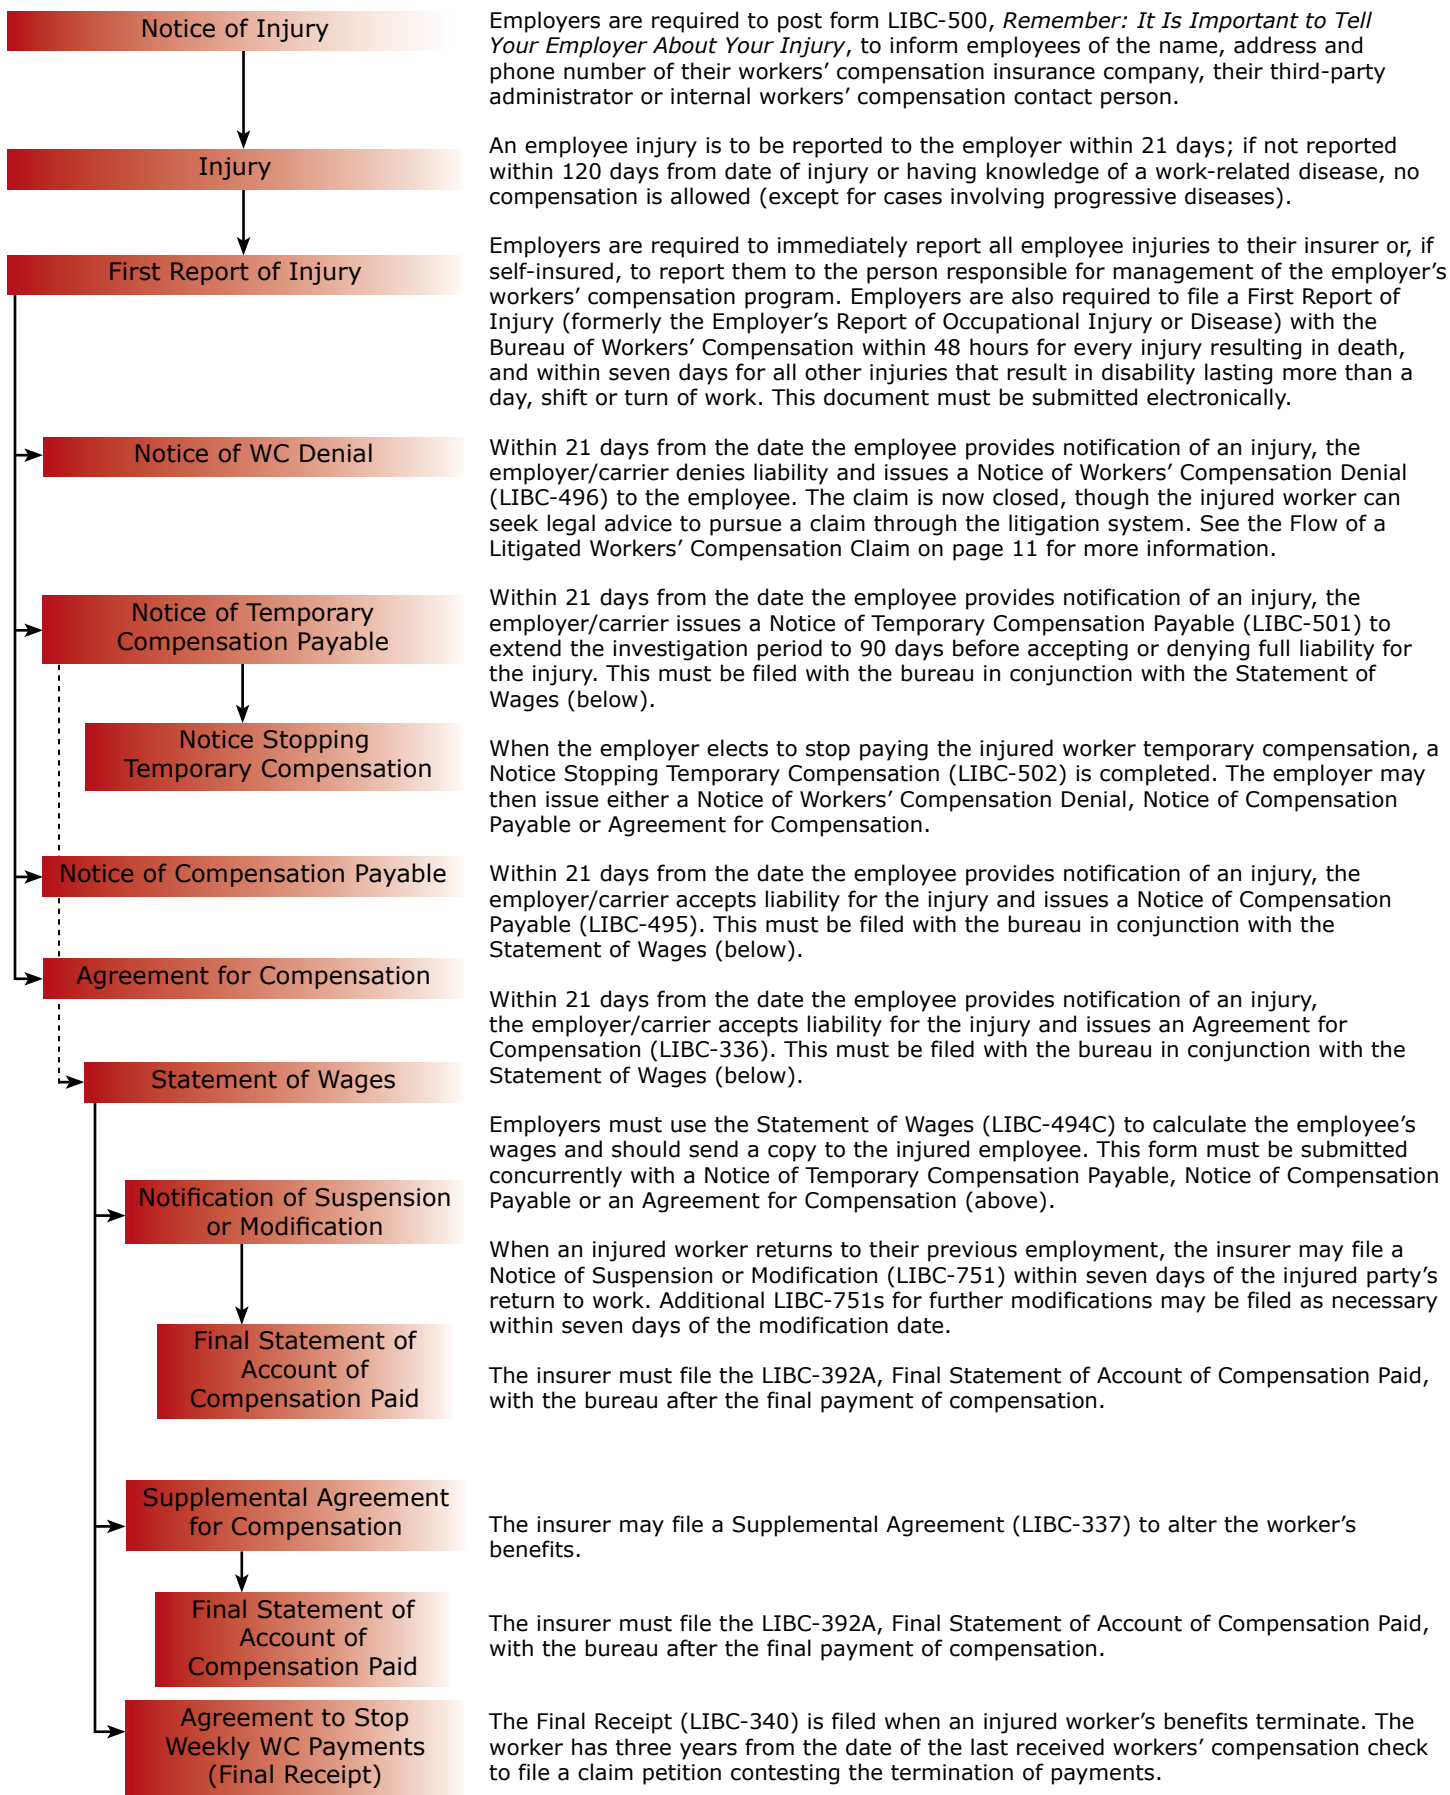 Notice of Injury
Employers are required to post form LIBC-500, Remember: It Is Important to Tell
Your Employer About Your Injury, to inform employees of the name, address and
phone number of their workers’ compensation insurance company, their third-party
administrator or internal workers’ compensation contact person.
Injury
An employee injury is to be reported to the employer within 21 days; if not reported
within 120 days from date of injury or having knowledge of a work-related disease, no
compensation is allowed (except for cases involving progressive diseases).
First Report of Injury
Employers are required to immediately report all employee injuries to their insurer or, if
self-insured, to report them to the person responsible for management of the employer’s
workers’ compensation program. Employers are also required to file a First Report of
Injury (formerly the Employer’s Report of Occupational Injury or Disease) with the
Bureau of Workers’ Compensation within 48 hours for every injury resulting in death,
and within seven days for all other injuries that result in disability lasting more than a
day, shift or turn of work. This document must be submitted electronically.
Notice of WC Denial
Within 21 days from the date the employee provides notification of an injury, the
employer/carrier denies liability and issues a Notice of Workers’ Compensation Denial
(LIBC-496) to the employee. The claim is now closed, though the injured worker can
seek legal advice to pursue a claim through the litigation system. See the Flow of a
Litigated Workers’ Compensation Claim on page 11 for more information.
Notice of Temporary
Compensation Payable
Within 21 days from the date the employee provides notification of an injury, the
employer/carrier issues a Notice of Temporary Compensation Payable (LIBC-501) to
extend the investigation period to 90 days before accepting or denying full liability for
the injury. This must be filed with the bureau in conjunction with the Statement of
Wages (below).
Notice Stopping
Temporary Compensation
When the employer elects to stop paying the injured worker temporary compensation, a
Notice Stopping Temporary Compensation (LIBC-502) is completed. The employer may
then issue either a Notice of Workers’ Compensation Denial, Notice of Compensation
Payable or Agreement for Compensation.
Notice of Compensation Payable
Within 21 days from the date the employee provides notification of an injury, the
employer/carrier accepts liability for the injury and issues a Notice of Compensation
Payable (LIBC-495). This must be filed with the bureau in conjunction with the
Statement of Wages (below).
Agreement for Compensation
Within 21 days from the date the employee provides notification of an injury,
the employer/carrier accepts liability for the injury and issues an Agreement for
Compensation (LIBC-336). This must be filed with the bureau in conjunction with the
Statement of Wages (below).
Statement of Wages
Employers must use the Statement of Wages (LIBC-494C) to calculate the employee’s
wages and should send a copy to the injured employee. This form must be submitted
concurrently with a Notice of Temporary Compensation Payable, Notice of Compensation
Payable or an Agreement for Compensation (above).
Notification of Suspension
or Modification
When an injured worker returns to their previous employment, the insurer may file a
Notice of Suspension or Modification (LIBC-751) within seven days of the injured party’s
return to work. Additional LIBC-751s for further modifications may be filed as necessary
within seven days of the modification date.
Final Statement of
Account of
Compensation Paid
The insurer must file the LIBC-392A, Final Statement of Account of Compensation Paid,
with the bureau after the final payment of compensation.
Supplemental Agreement
for Compensation
The insurer may file a Supplemental Agreement (LIBC-337) to alter the worker’s
benefits.
Final Statement of
Account of
Compensation Paid
The insurer must file the LIBC-392A, Final Statement of Account of Compensation Paid,
with the bureau after the final payment of compensation.
Agreement to Stop
Weekly WC Payments
(Final Receipt)
The Final Receipt (LIBC-340) is filed when an injured worker’s benefits terminate. The
worker has three years from the date of the last received workers’ compensation check
to file a claim petition contesting the termination of payments.